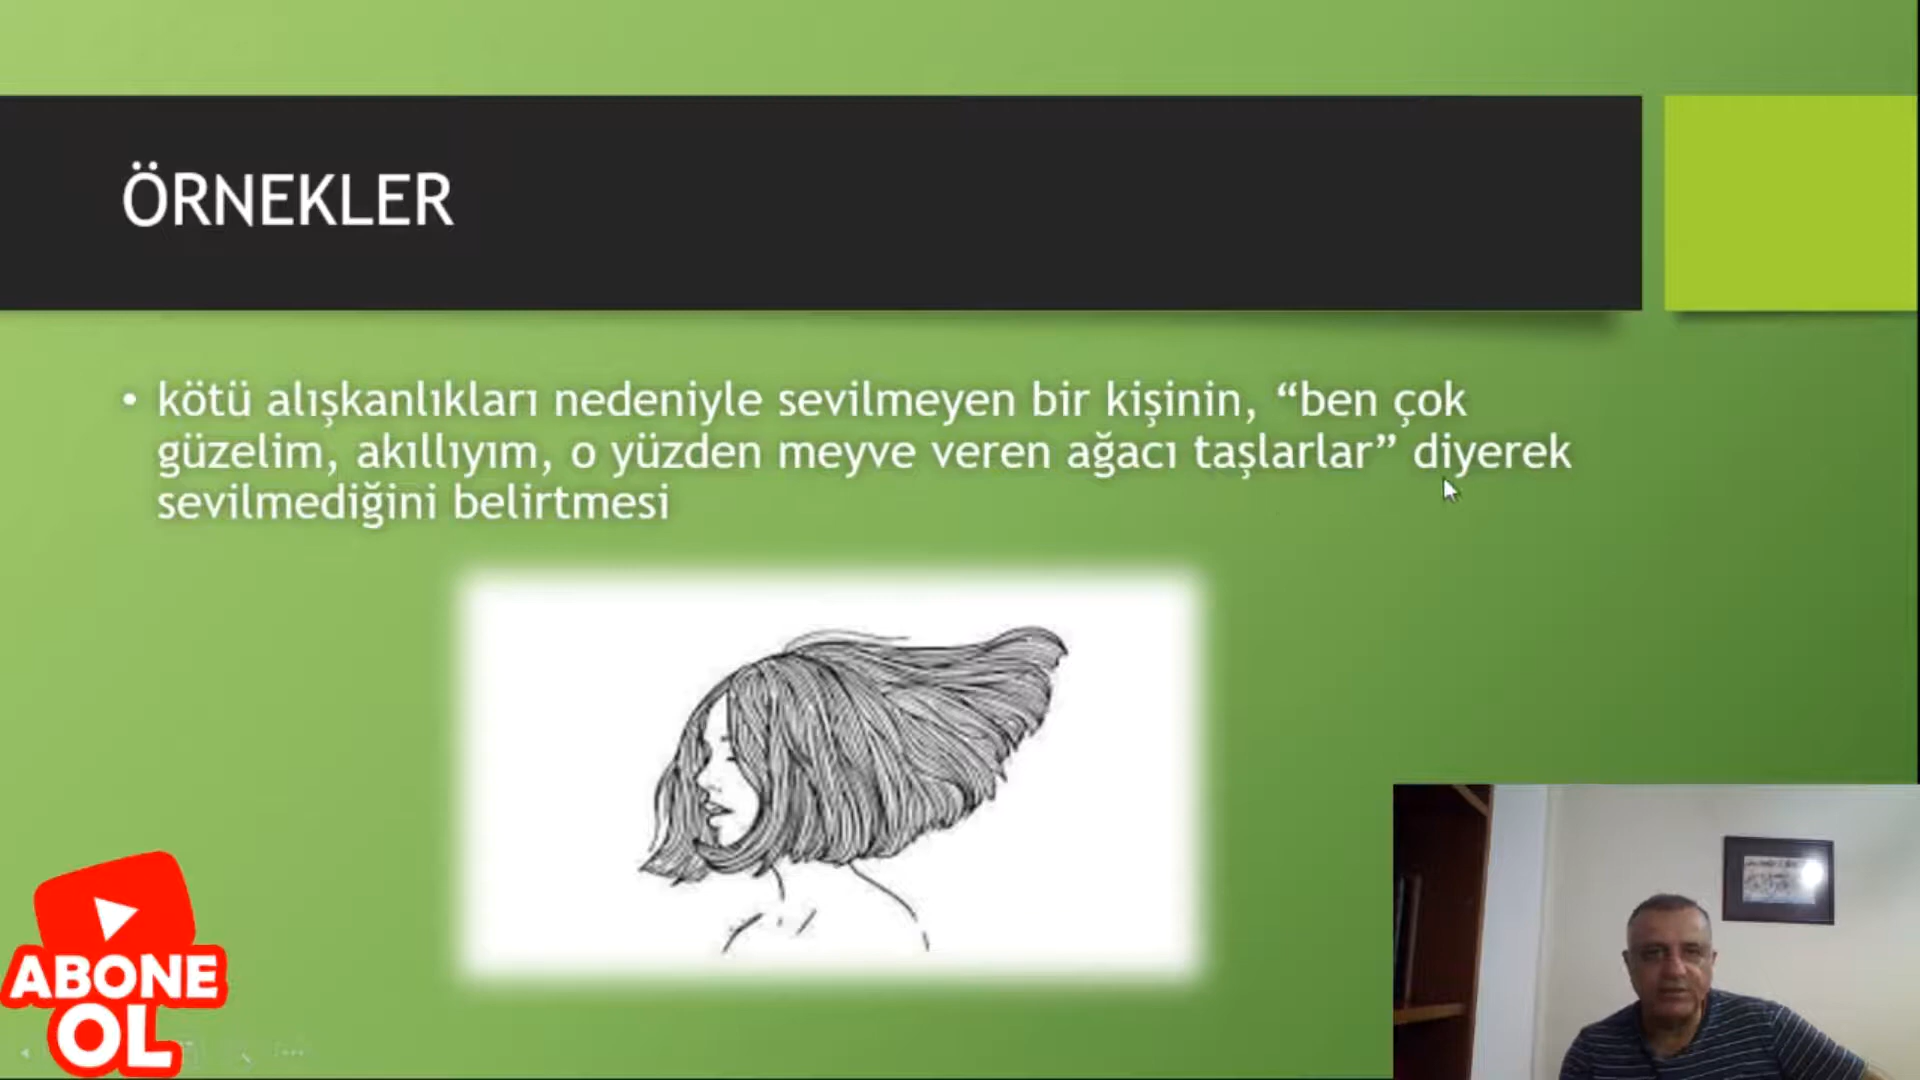 ÖRNEKLER
• kötü alışkanlıkları nedeniyle sevilmeyen bir kişinin, “ben çok
güzelim, akıllıyım, o yüzden meyve veren ağacı taşlarlar” diyerek
sevilmediğini belirtmesi
ABONE
OL